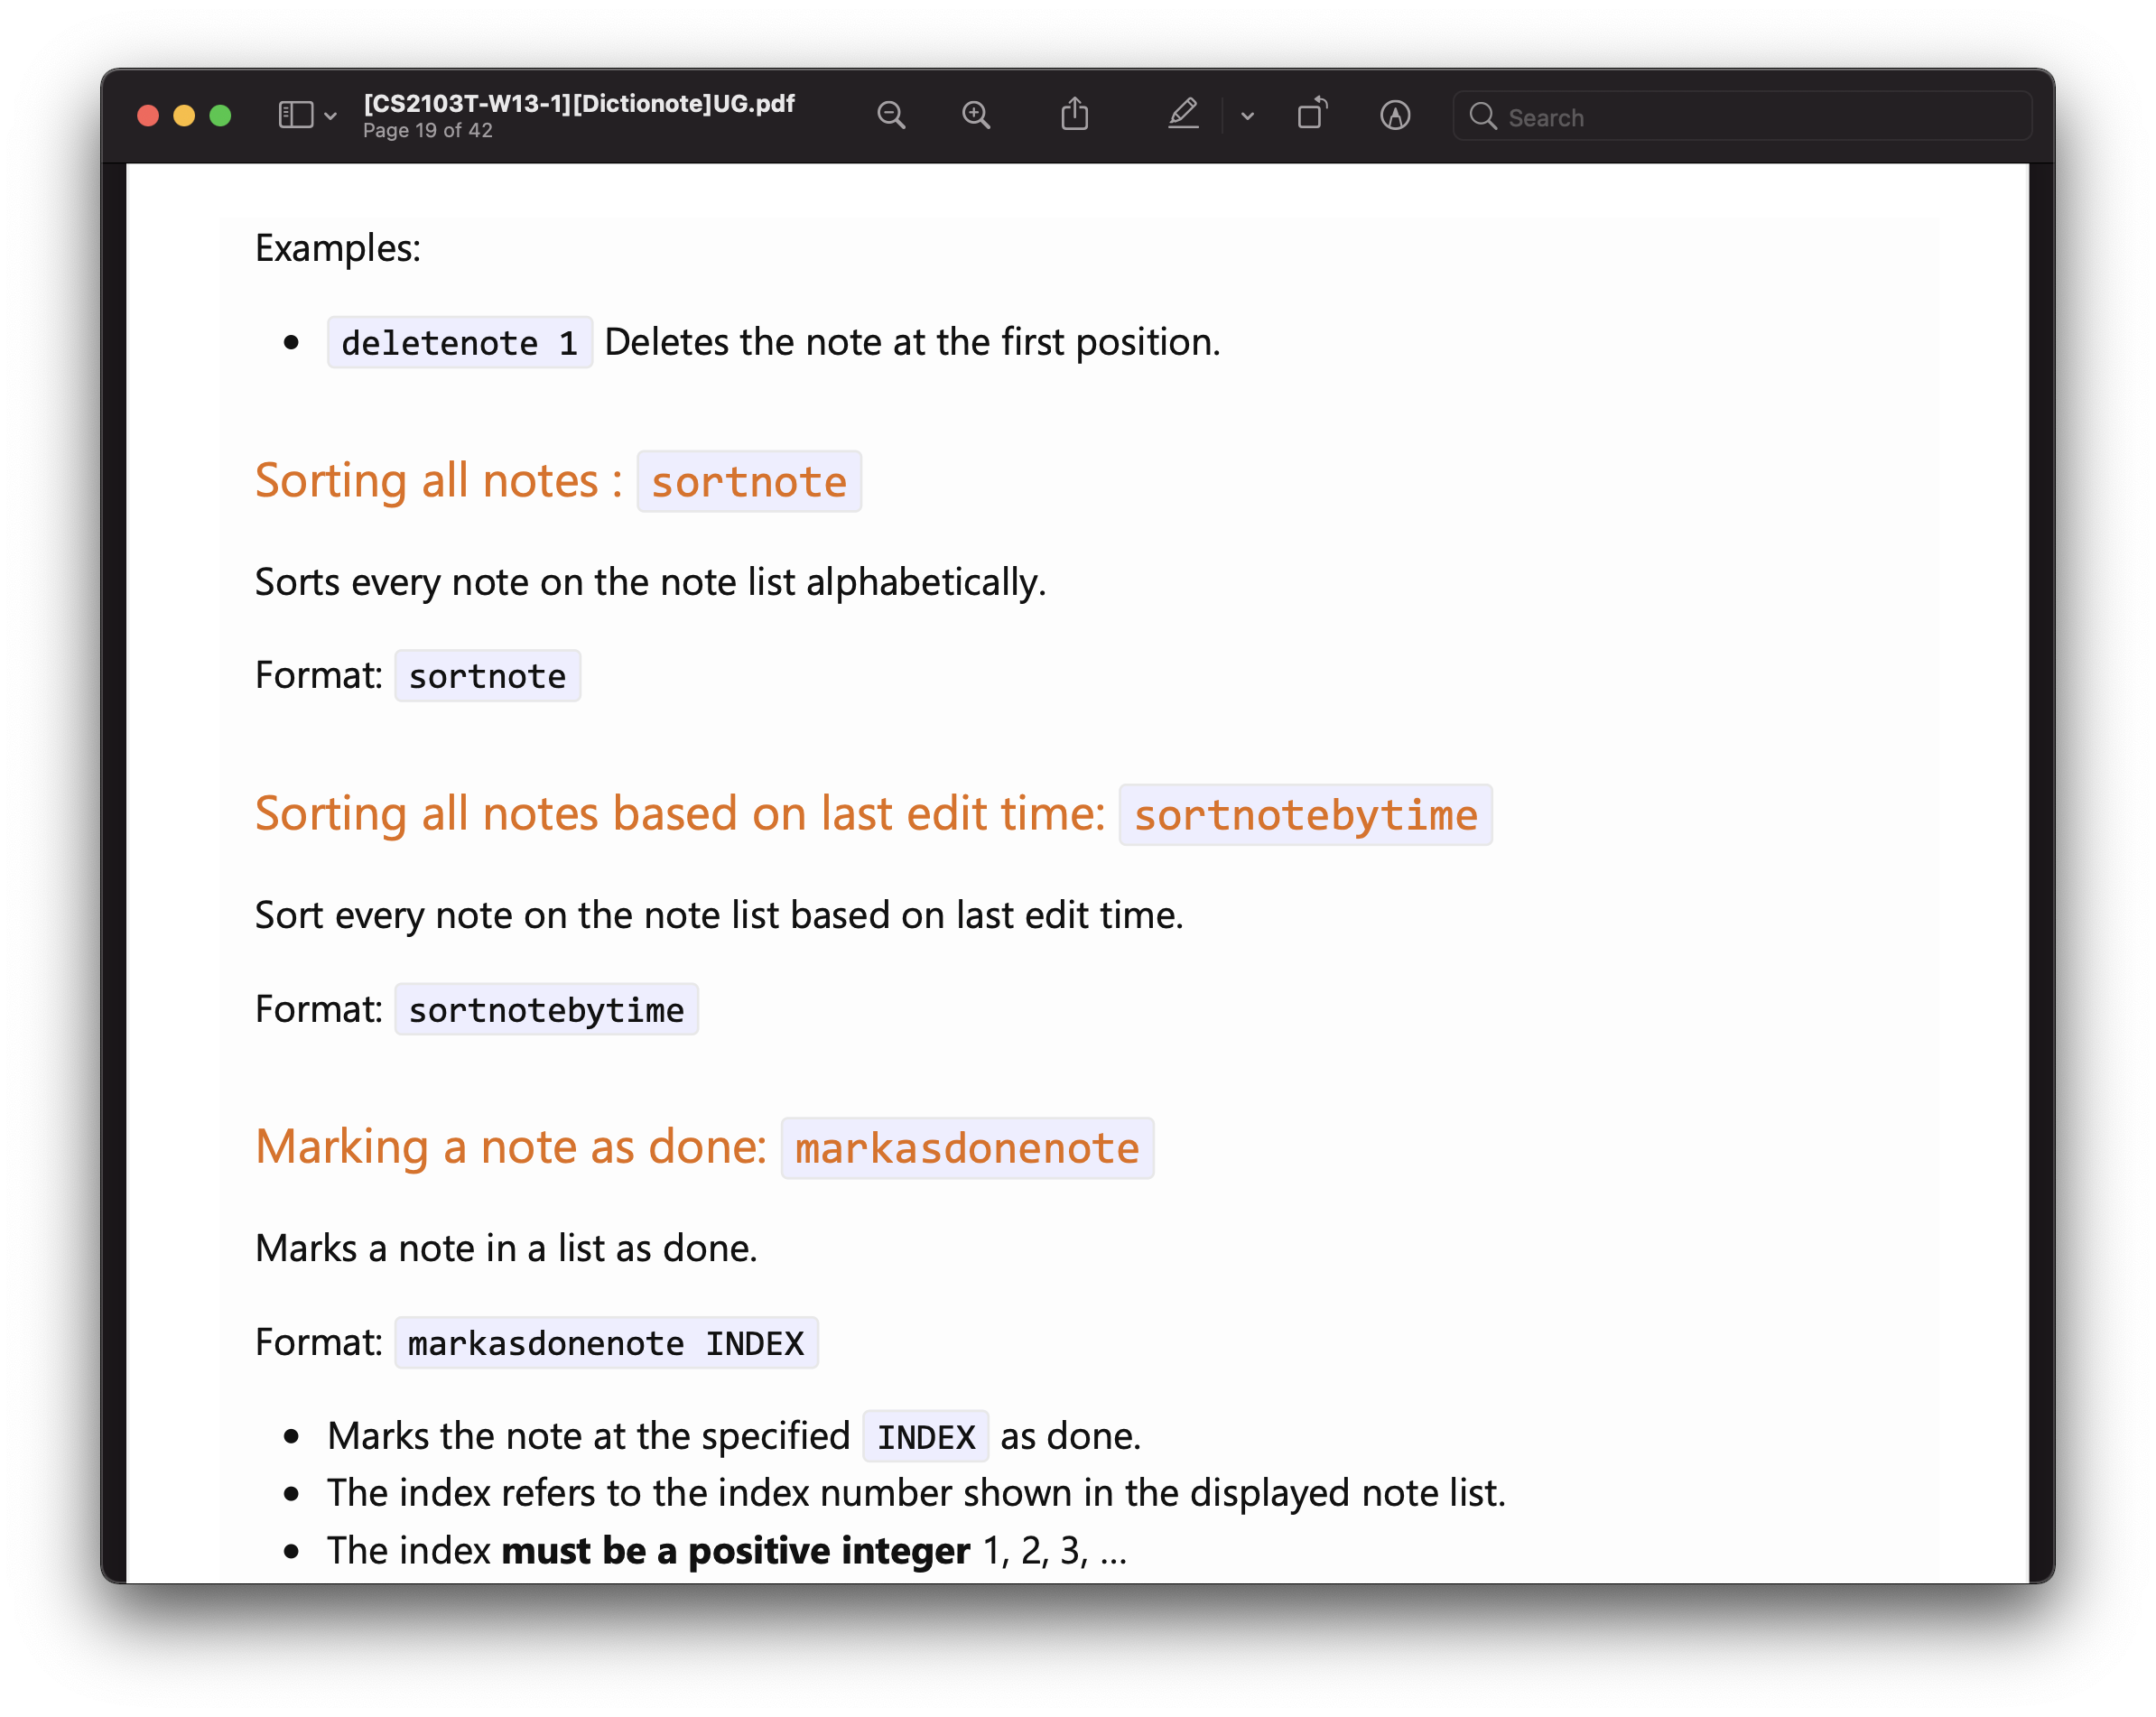 [CS2103T-W13-1][Dictionote]UG.pdf
Page 19 of 42
Search
Examples:
• deletenote 1 Deletes the note at the first position.
Sorting all notes : sortnote
Sorts every note on the note list alphabetically.
Format: sortnote
Sorting all notes based on last edit time: sortnotebytime
Sort every note on the note list based on last edit time.
Format: sortnotebytime
Marking a note as done: markasdonenote
Marks a note in a list as done.
Format: markasdonenote INDEX
• Marks the note at the specified INDEX as done.
• The index refers to the index number shown in the displayed note list.
• The index must be a positive integer 1, 2, 3, …